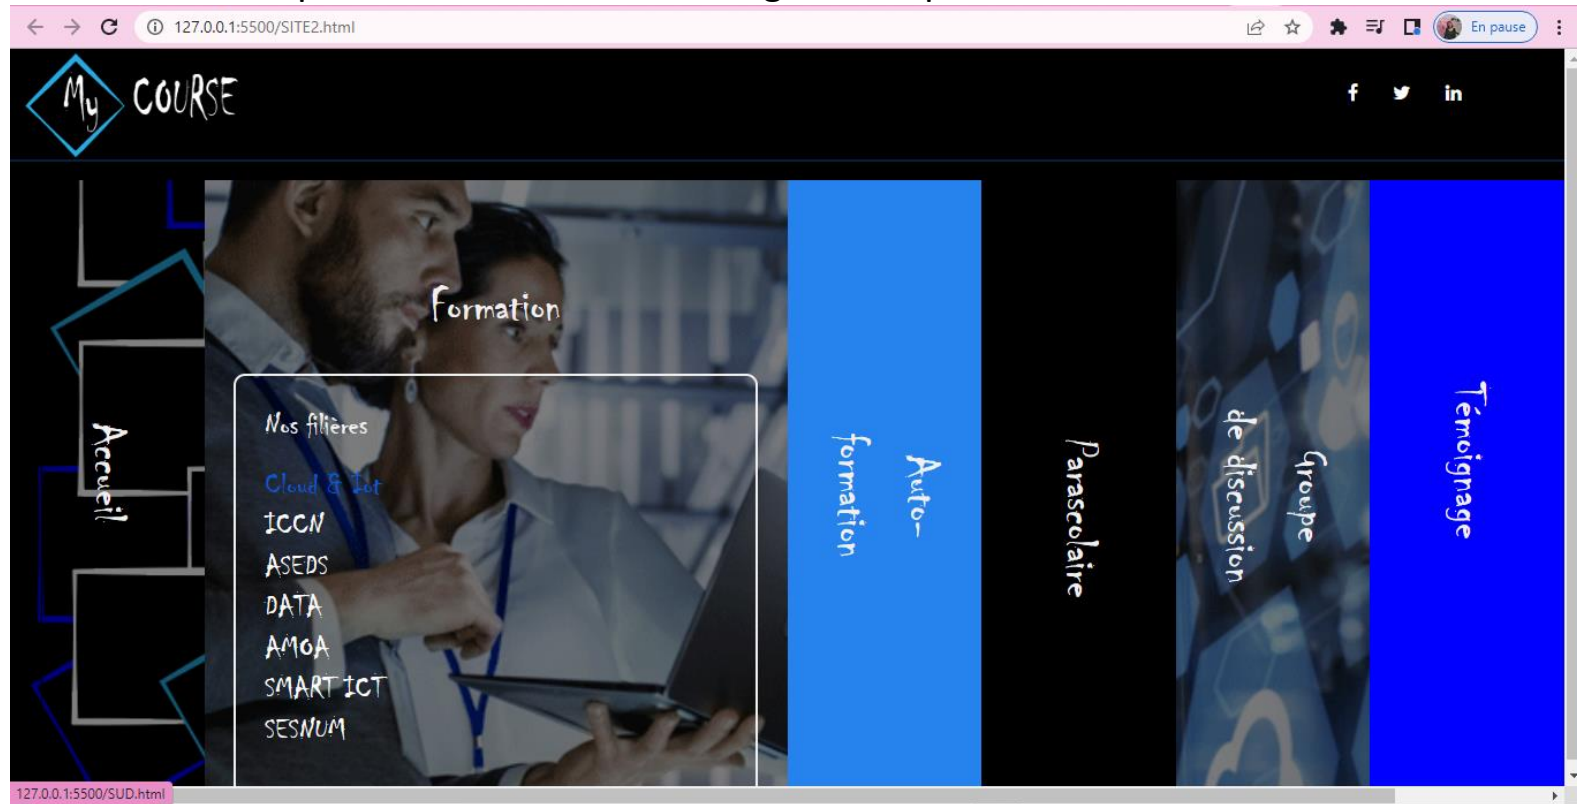 127.0.0.1:5500/SITE2.html
En pause
My COURSE
f
in
Accueil
Formation
Nos filières
Cloud & Iot
ICCN
ASEDS
DATA
AMOA
SMART ICT
SESNUM
Auto-
formation
Parascolaire
Groupe
de discussion
Témoignage
127.0.0.1:5500/SUD.html